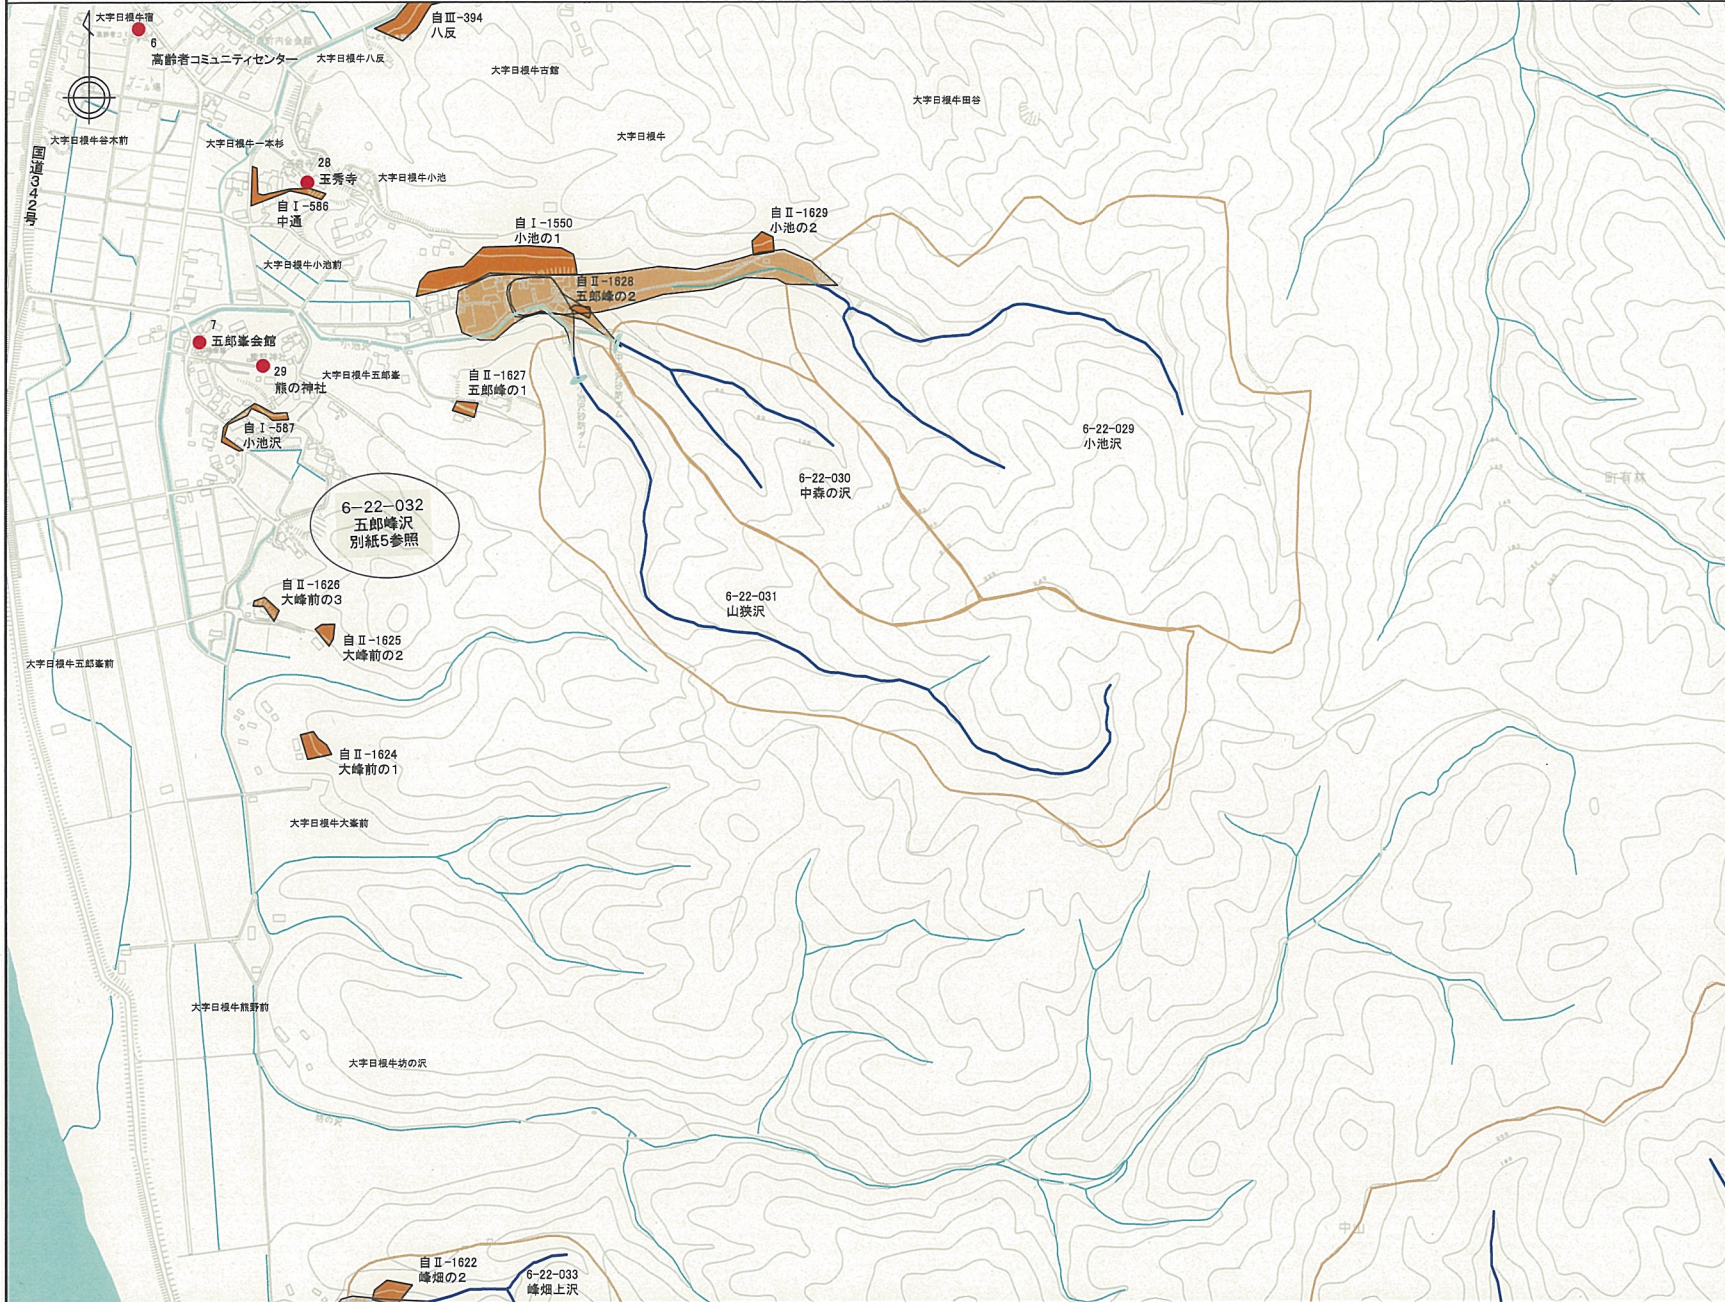 大字日根牛宿
6
高齢者コミュニティセンター
自Ⅲ-394
八反
大字日根牛八反
大字日根牛古館
大字日根牛田谷
大字日根牛谷木前
大字日根牛一本杉
大字日根牛
国道342号
28
玉秀寺
大字日根牛小池
自Ⅰ-586
中通
自Ⅰ-1550
小池の1
自Ⅱ-1629
小池の2
大字日根牛小池前
自Ⅱ-1628
五郎峰の2
7
五郎峯会館
29
熊の神社
大字日根牛五郎峯
自Ⅱ-1627
五郎峰の1
自Ⅰ-587
小池沢
6-22-029
小池沢
6-22-030
中森の沢
町有林
6-22-032
五郎峰沢
別紙5参照
自Ⅱ-1626
大峰前の3
6-22-031
山狭沢
自Ⅱ-1625
大峰前の2
大字日根牛五郎峯前
自Ⅱ-1624
大峰前の1
大字日根牛大峯前
大字日根牛熊野前
大字日根牛坊の沢
中山
自Ⅱ-1622
峰畑の2
6-22-033
峰畑上沢